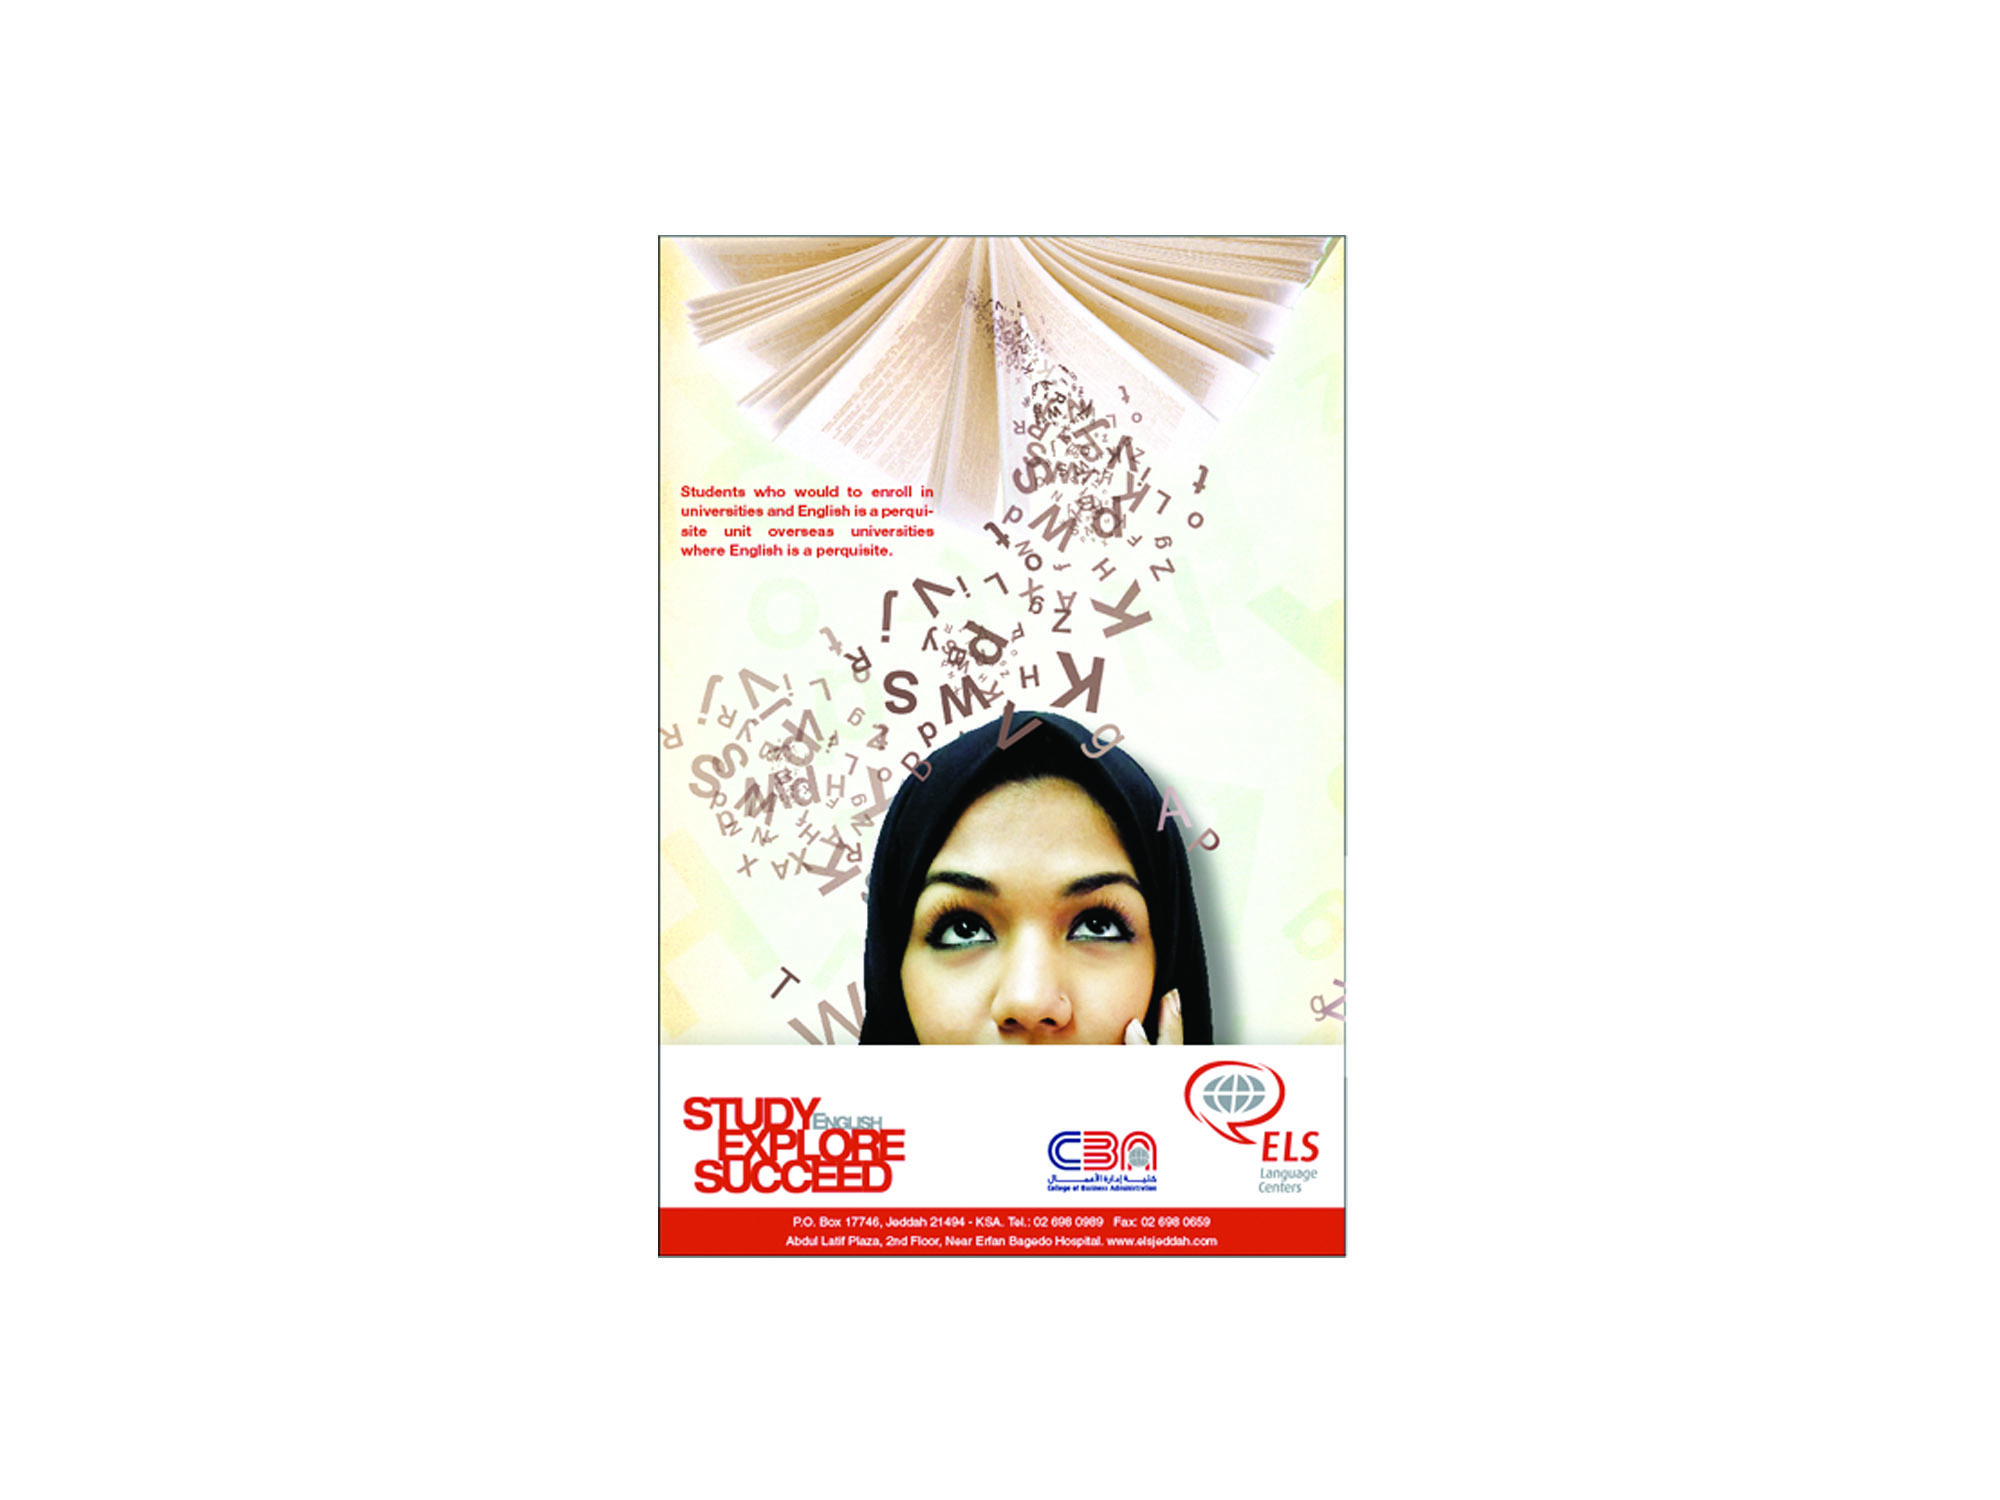 Students who would to enroll in
universities and English is a perqui-
site unit overseas universities
where English is a perquisite.
STUDY ENGLISH
EXPLORE
SUCCEED
CBA
كلية إدارة الأعمال
College of Business Administration
ELS
Language
Centers
P.O. Box 17746, Jeddah 21494 - KSA. Tel.: 02 698 0989 Fax: 02 698 0659
Abdul Latif Plaza, 2nd Floor, Near Erfan Bagedo Hospital. www.elsjeddah.com